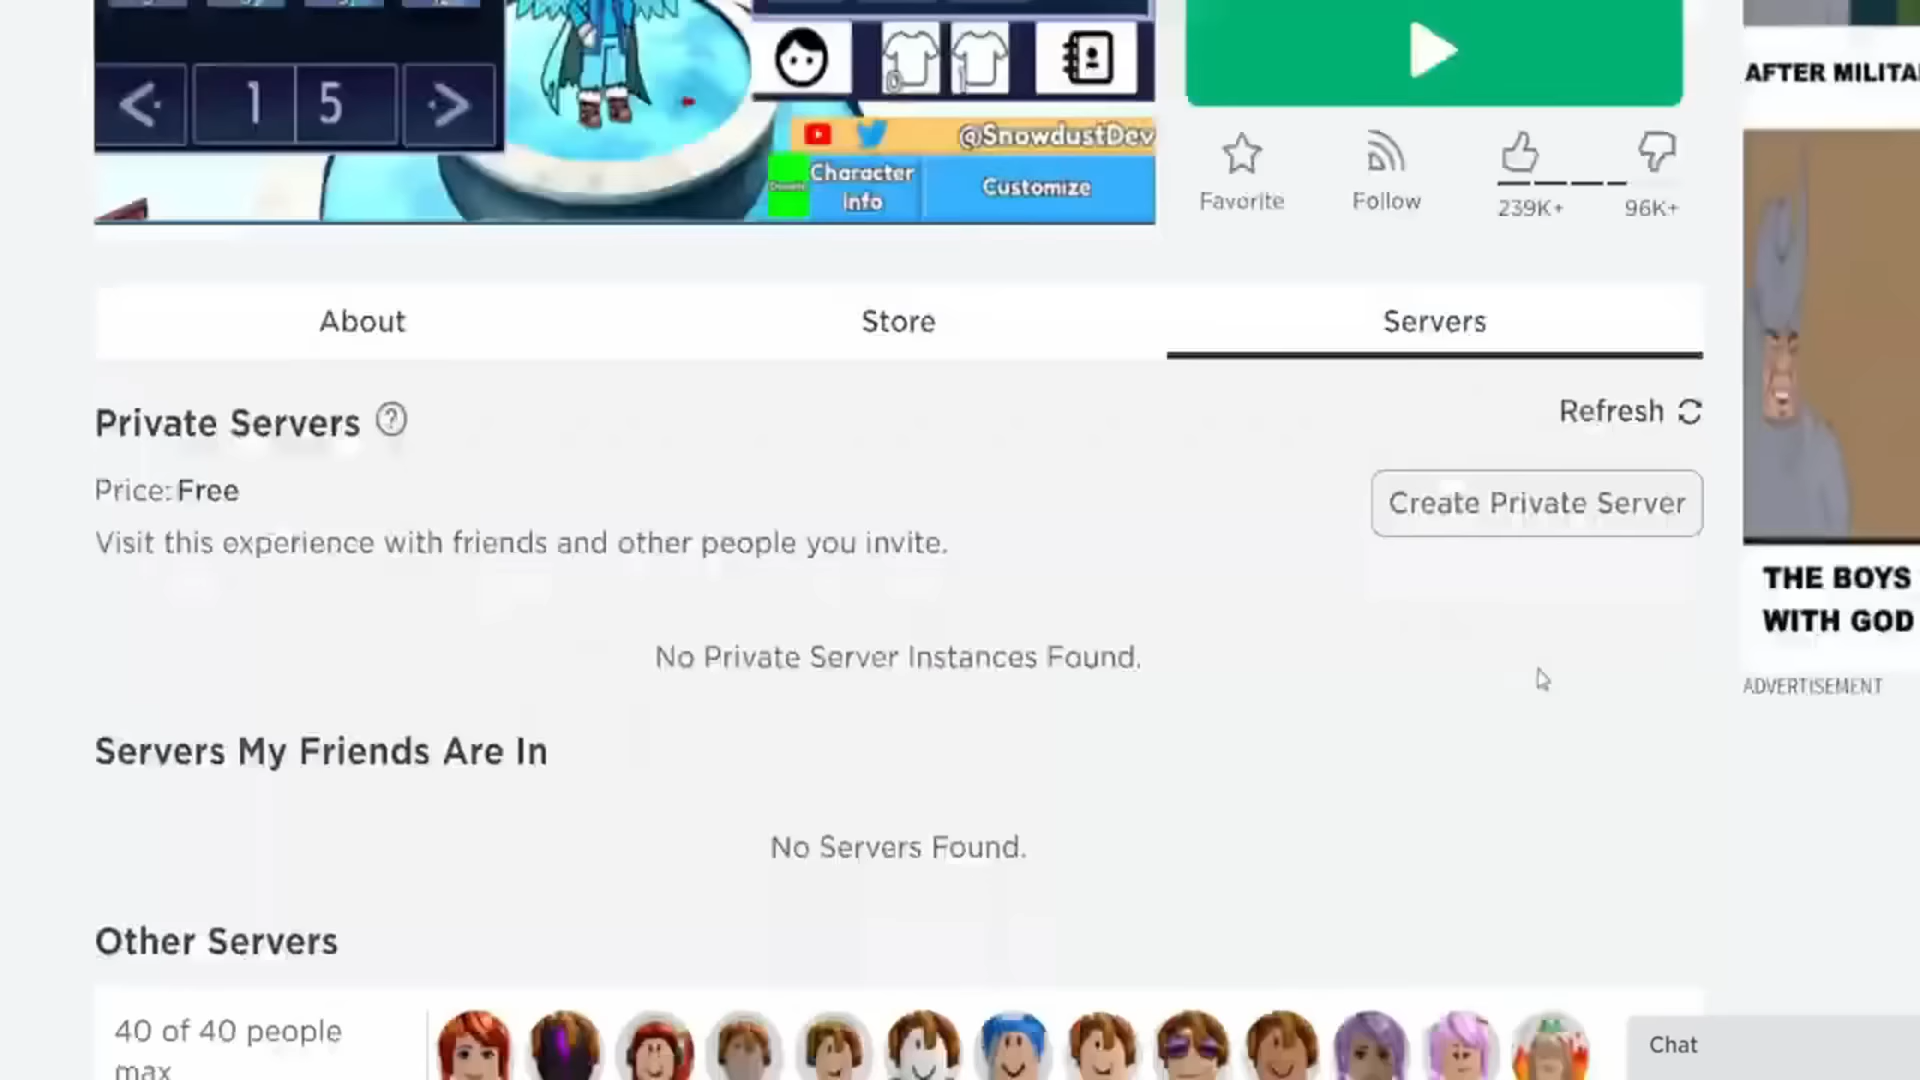 1 5
@SnowdustDev
Character
Info
Customize
Favorite
Follow
239K+
96K+
AFTER MILITA
About
Store
Servers
Private Servers ?
Refresh
Price: Free
Create Private Server
Visit this experience with friends and other people you invite.
THE BOYS
WITH GOD
No Private Server Instances Found.
ADVERTISEMENT
Servers My Friends Are In
No Servers Found.
Other Servers
40 of 40 people
max
Chat